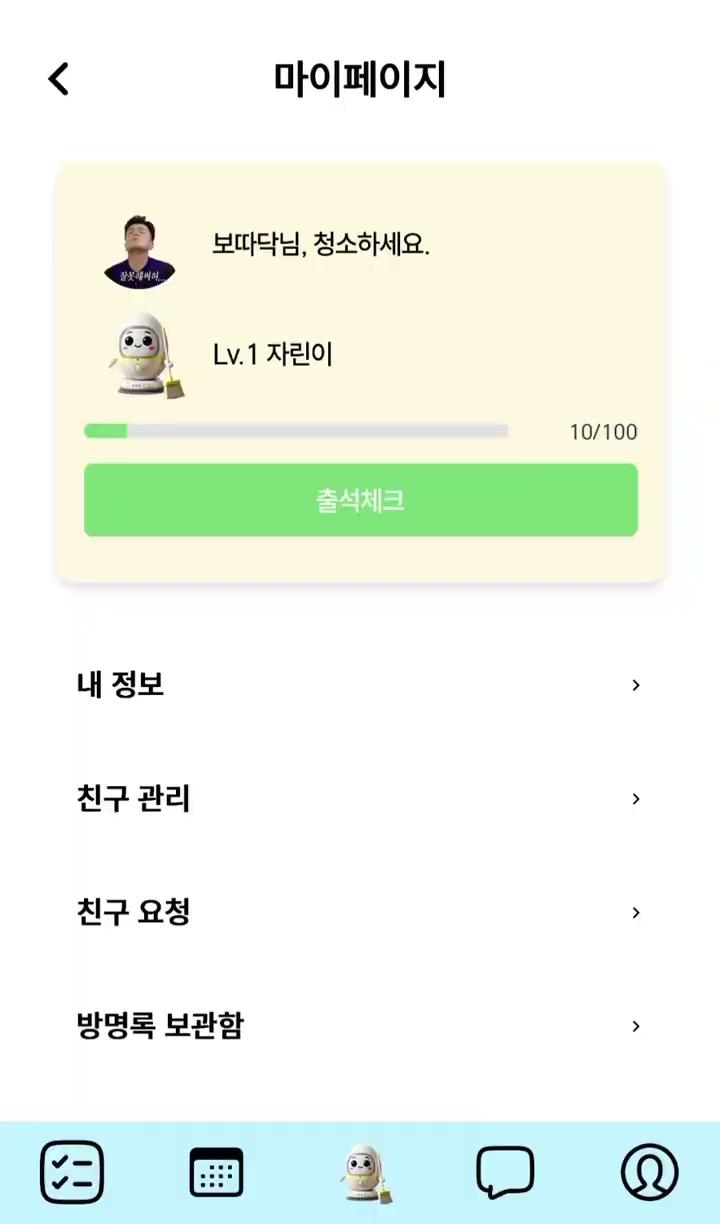 마이페이지
보따닥님, 청소하세요.
Lv.1 자린이
10/100
출석체크
내 정보
친구 관리
친구 요청
방명록 보관함